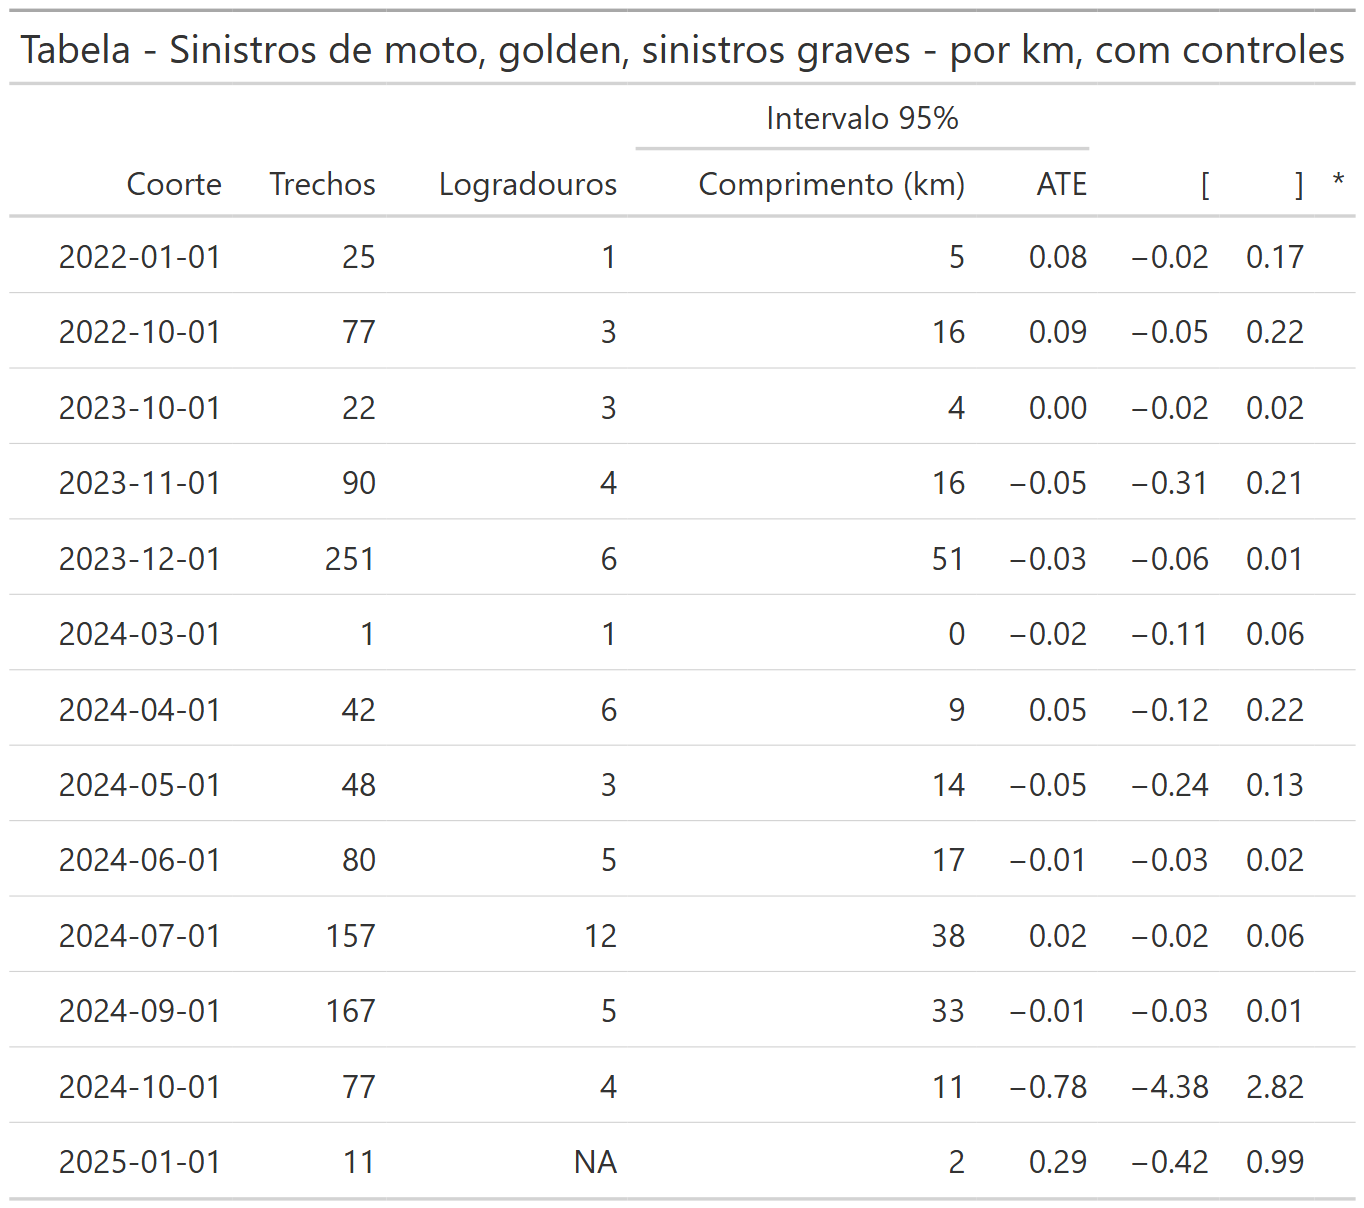 Tabela - Sinistros de moto, golden, sinistros graves - por km, com controles
Intervalo 95%
Coorte Trechos Logradouros Comprimento (km) ATE [ ] *
2022-01-01 25 1 5 0.08 −0.02 0.17
2022-10-01 77 3 16 0.09 −0.05 0.22
2023-10-01 22 3 4 0.00 −0.02 0.02
2023-11-01 90 4 16 −0.05 −0.31 0.21
2023-12-01 251 6 51 −0.03 −0.06 0.01
2024-03-01 1 1 0 −0.02 −0.11 0.06
2024-04-01 42 6 9 0.05 −0.12 0.22
2024-05-01 48 3 14 −0.05 −0.24 0.13
2024-06-01 80 5 17 −0.01 −0.03 0.02
2024-07-01 157 12 38 0.02 −0.02 0.06
2024-09-01 167 5 33 −0.01 −0.03 0.01
2024-10-01 77 4 11 −0.78 −4.38 2.82
2025-01-01 11 NA 2 0.29 −0.42 0.99